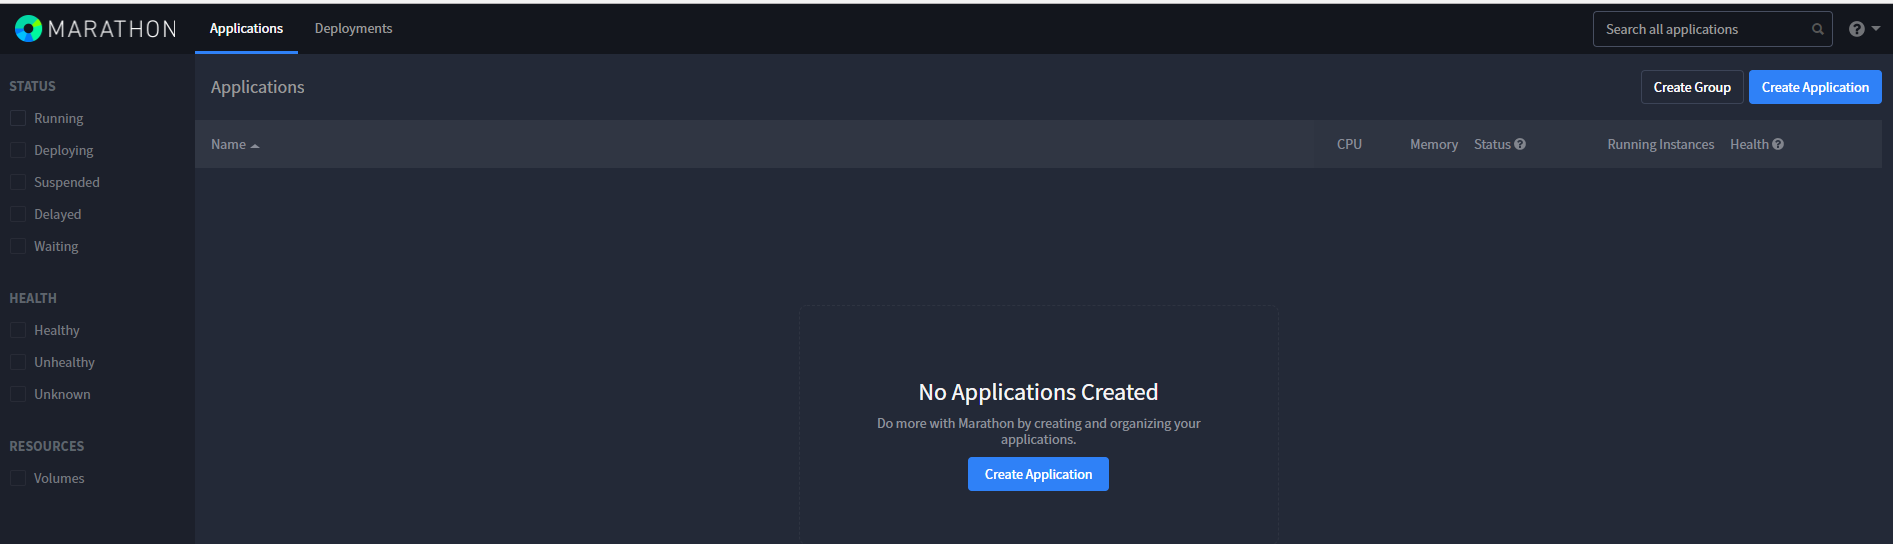 MARATHON
Applications
Deployments
Search all applications
STATUS
Running
Deploying
Suspended
Delayed
Waiting
HEALTH
Healthy
Unhealthy
Unknown
RESOURCES
Volumes
Applications
Create Group
Create Application
Name
CPU
Memory
Status
Running Instances
Health
No Applications Created
Do more with Marathon by creating and organizing your
applications.
Create Application